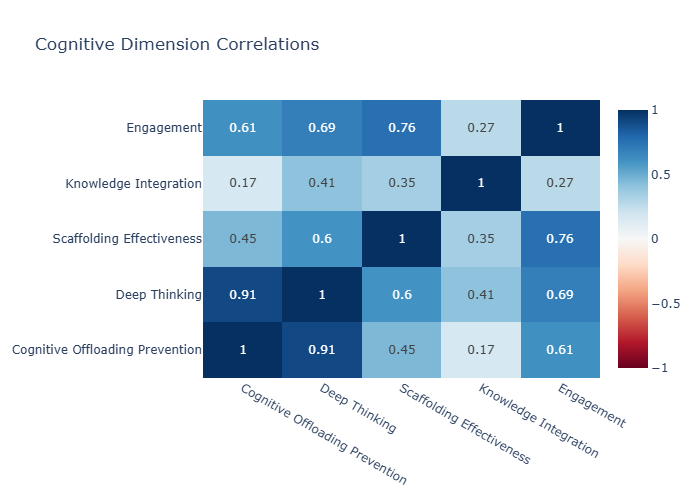 Cognitive Dimension Correlations
Engagement 0.61 0.69 0.76 0.27 1
Knowledge Integration 0.17 0.41 0.35 1 0.27
Scaffolding Effectiveness 0.45 0.6 1 0.35 0.76
Deep Thinking 0.91 1 0.6 0.41 0.69
Cognitive Offloading Prevention 1 0.91 0.45 0.17 0.61
Cognitive Offloading Prevention
Deep Thinking
Scaffolding Effectiveness
Knowledge Integration
Engagement
1
0.5
0
−0.5
−1